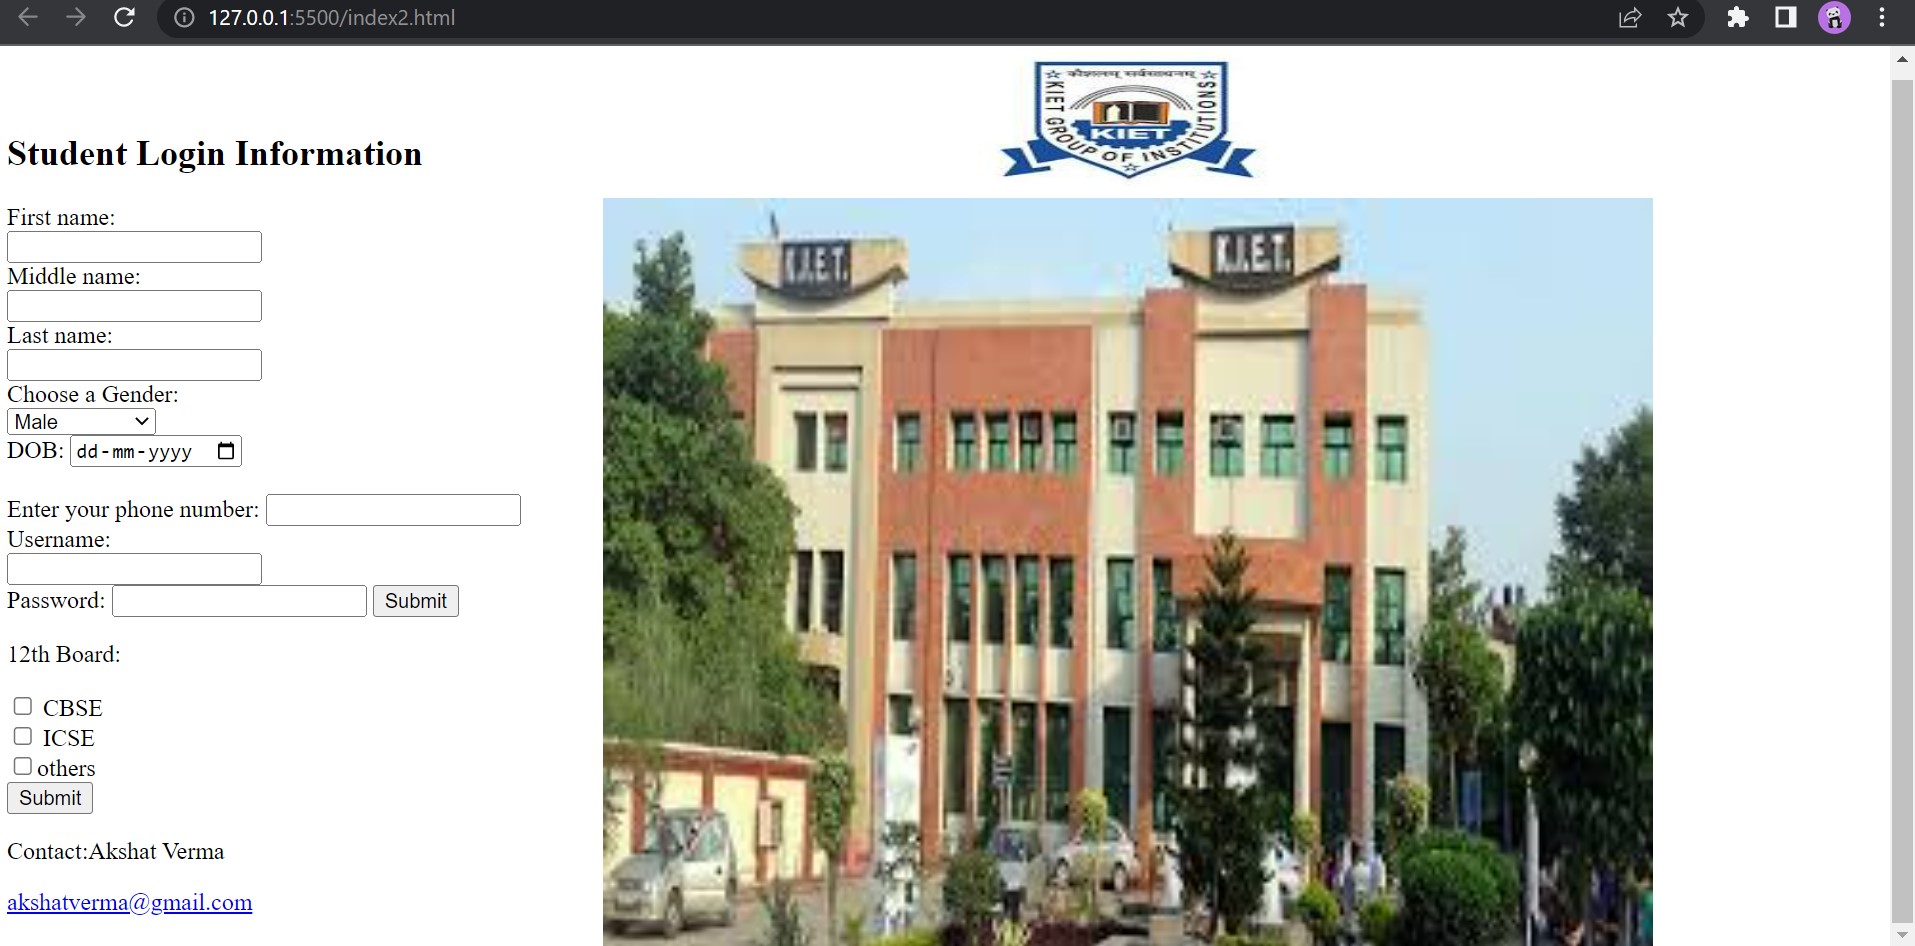 127.0.0.1:5500/index2.html
कौशलम् सर्वसाधनम्
KIET GROUP OF INSTITUTIONS
KIET
Student Login Information
First name:
Middle name:
Last name:
Choose a Gender:
Male
DOB: dd-mm-yyyy
Enter your phone number:
Username:
Password: Submit
12th Board:
CBSE
ICSE
others
Submit
Contact:Akshat Verma
akshatverma@gmail.com
K.I.E.T.
K.I.E.T.